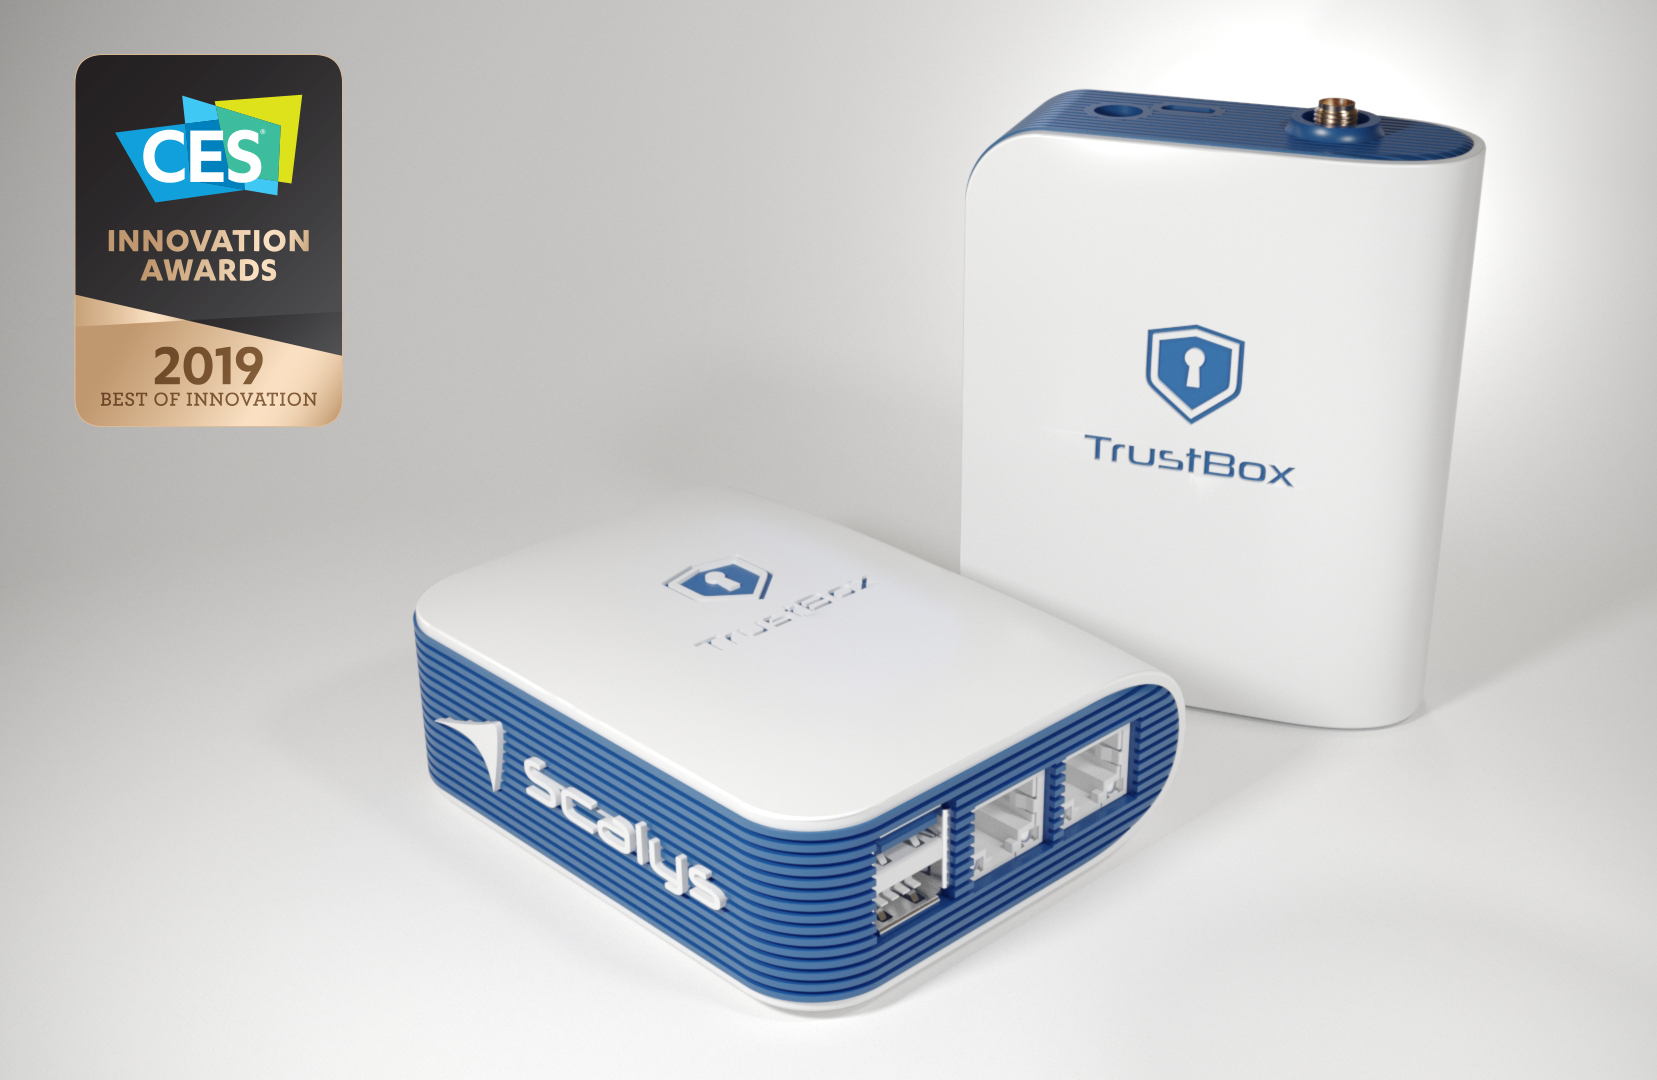 CES®
INNOVATION
AWARDS
2019
BEST OF INNOVATION
TrustBox
TrustBox
Scalys